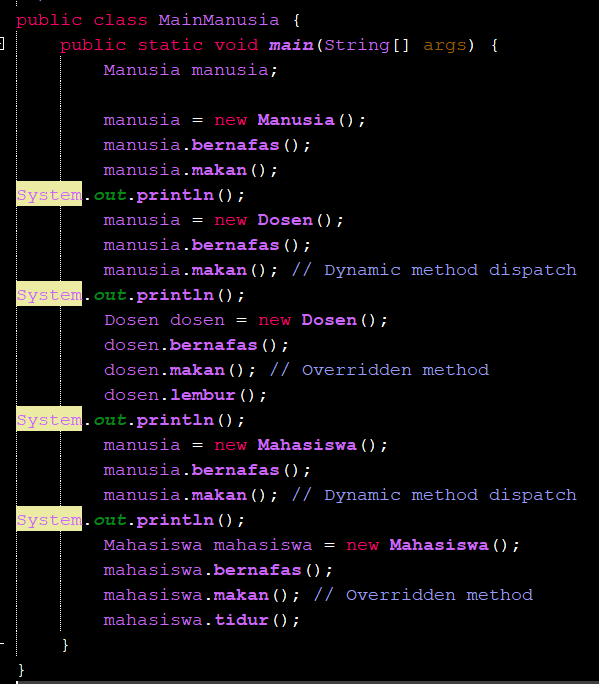 public class MainManusia {
    public static void main(String[] args) {
        Manusia manusia;

        manusia = new Manusia();
        manusia.bernafas();
        manusia.makan();
System.out.println();
        manusia = new Dosen();
        manusia.bernafas();
        manusia.makan(); // Dynamic method dispatch
System.out.println();
        Dosen dosen = new Dosen();
        dosen.bernafas();
        dosen.makan(); // Overridden method
        dosen.lembur();
System.out.println();
        manusia = new Mahasiswa();
        manusia.bernafas();
        manusia.makan(); // Dynamic method dispatch
System.out.println();
        Mahasiswa mahasiswa = new Mahasiswa();
        mahasiswa.bernafas();
        mahasiswa.makan(); // Overridden method
        mahasiswa.tidur();
    }
}